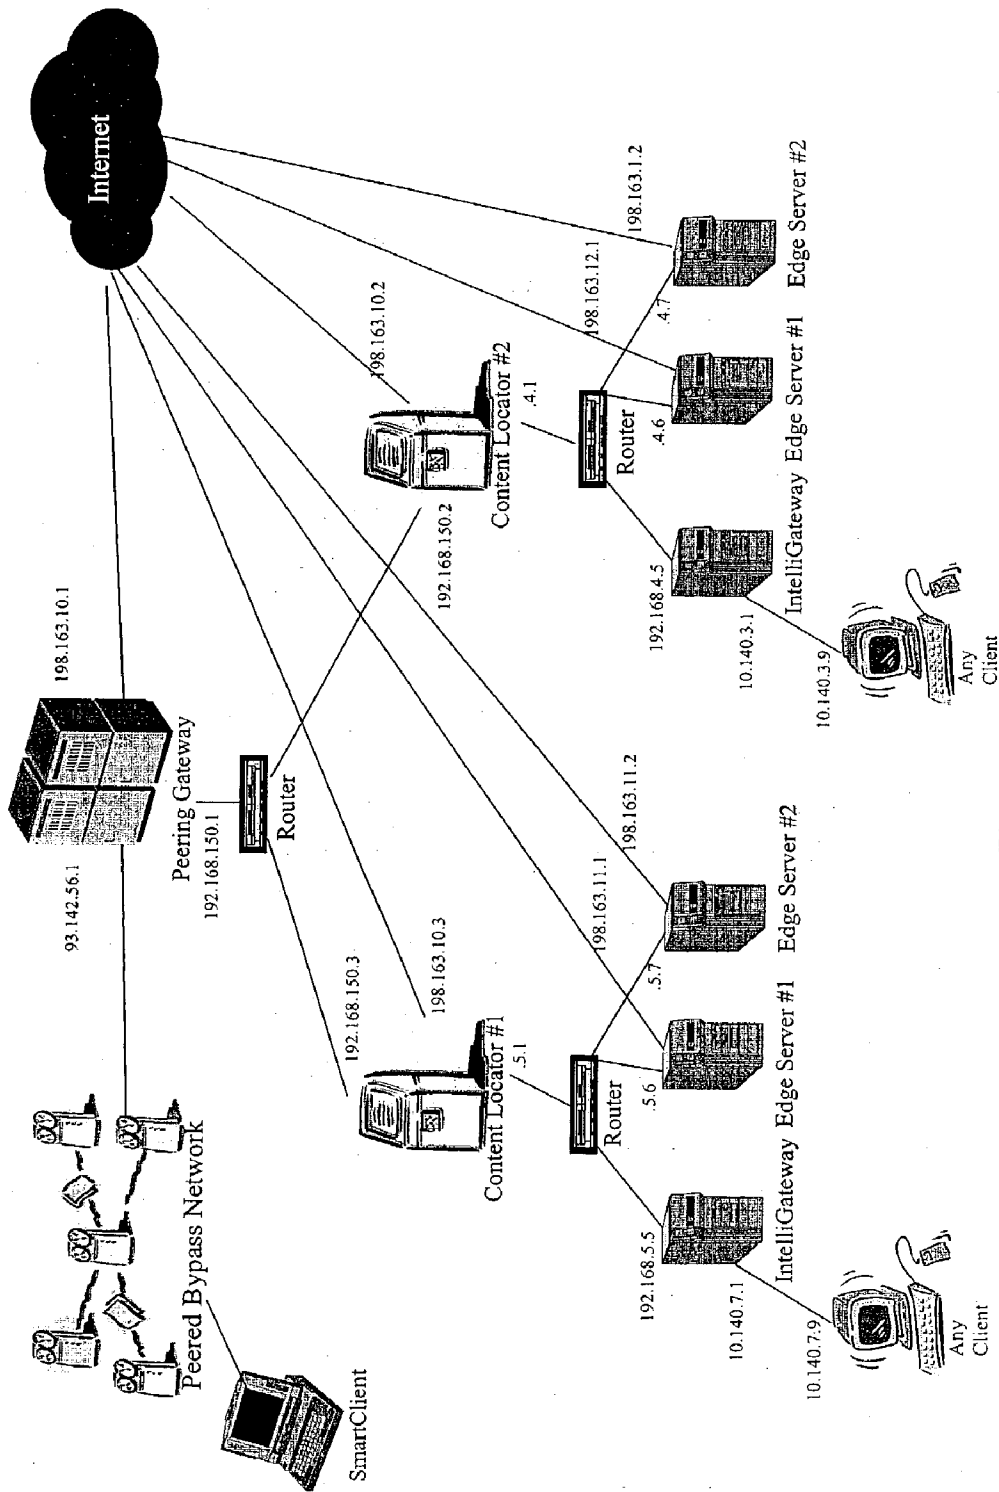 Internet
198.163.10.1
93.142.56.1
Peering Gateway
192.168.150.1
Router
Peered Bypass Network
SmartClient
192.168.150.3
198.163.10.3
Content Locator #1
.5.1
192.168.150.2
198.163.10.2
Content Locator #2
.4.1
Router
198.163.11.1
198.163.11.2
192.168.5.5
.5.6
.5.7
IntelliGateway
Edge Server #1
Edge Server #2
10.140.7.1
10.140.7.9
Any
Client
Router
198.163.12.1
198.163.1.2
192.168.4.5
.4.6
.4.7
IntelliGateway
Edge Server #1
Edge Server #2
10.140.3.1
10.140.3.9
Any
Client